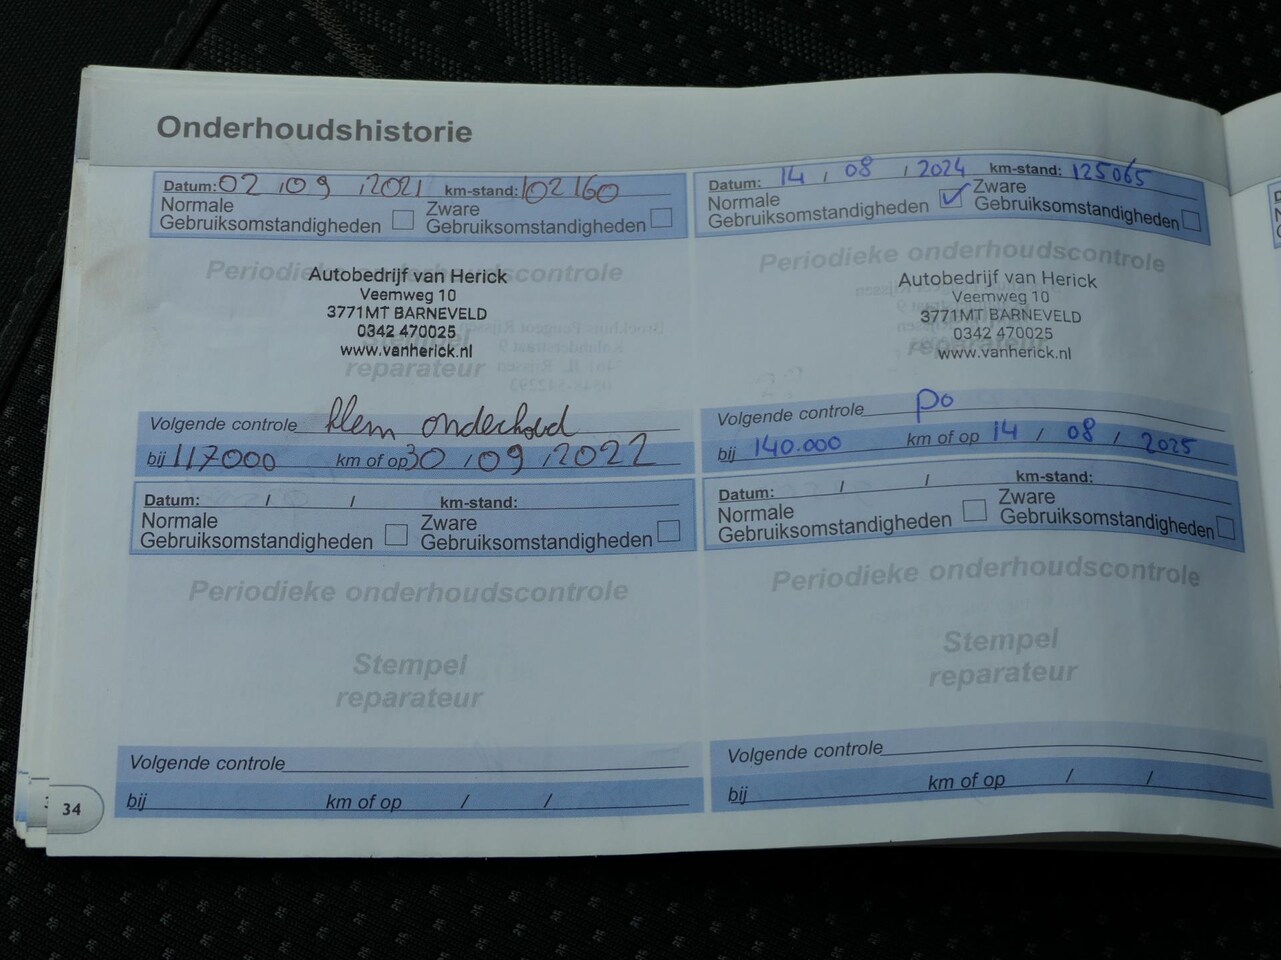 Onderhoudshistorie
Datum: 02 / 09 / 2021 km-stand: 102160
Normale Gebruiksomstandigheden
Zware Gebruiksomstandigheden
Periodieke onderhoudscontrole
Autobedrijf van Herick
Veemweg 10
3771MT BARNEVELD
0342 470025
www.vanherick.nl
Stempel
reparateur
Volgende controle klein onderhoud
bij 117000 km of op 30 / 09 / 2022
Datum: 14 / 08 / 2024 km-stand: 125065
Normale Gebruiksomstandigheden
Zware Gebruiksomstandigheden
Periodieke onderhoudscontrole
Autobedrijf van Herick
Veemweg 10
3771MT BARNEVELD
0342 470025
www.vanherick.nl
reparateur
Volgende controle po
bij 140.000 km of op 14 / 08 / 2025
Datum: / / km-stand:
Normale Gebruiksomstandigheden
Zware Gebruiksomstandigheden
Periodieke onderhoudscontrole
Stempel
reparateur
Volgende controle
bij km of op / /
Datum: / / km-stand:
Normale Gebruiksomstandigheden
Zware Gebruiksomstandigheden
Periodieke onderhoudscontrole
Stempel
reparateur
Volgende controle
bij km of op / /
34